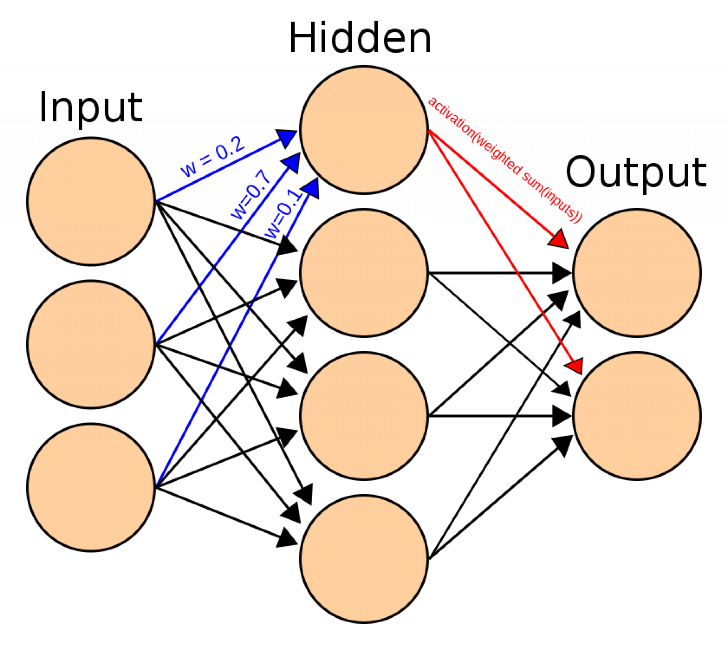 Hidden
Input
Output
w = 0.2
w=0.7
w=0.1
activation(weighted sum(inputs))